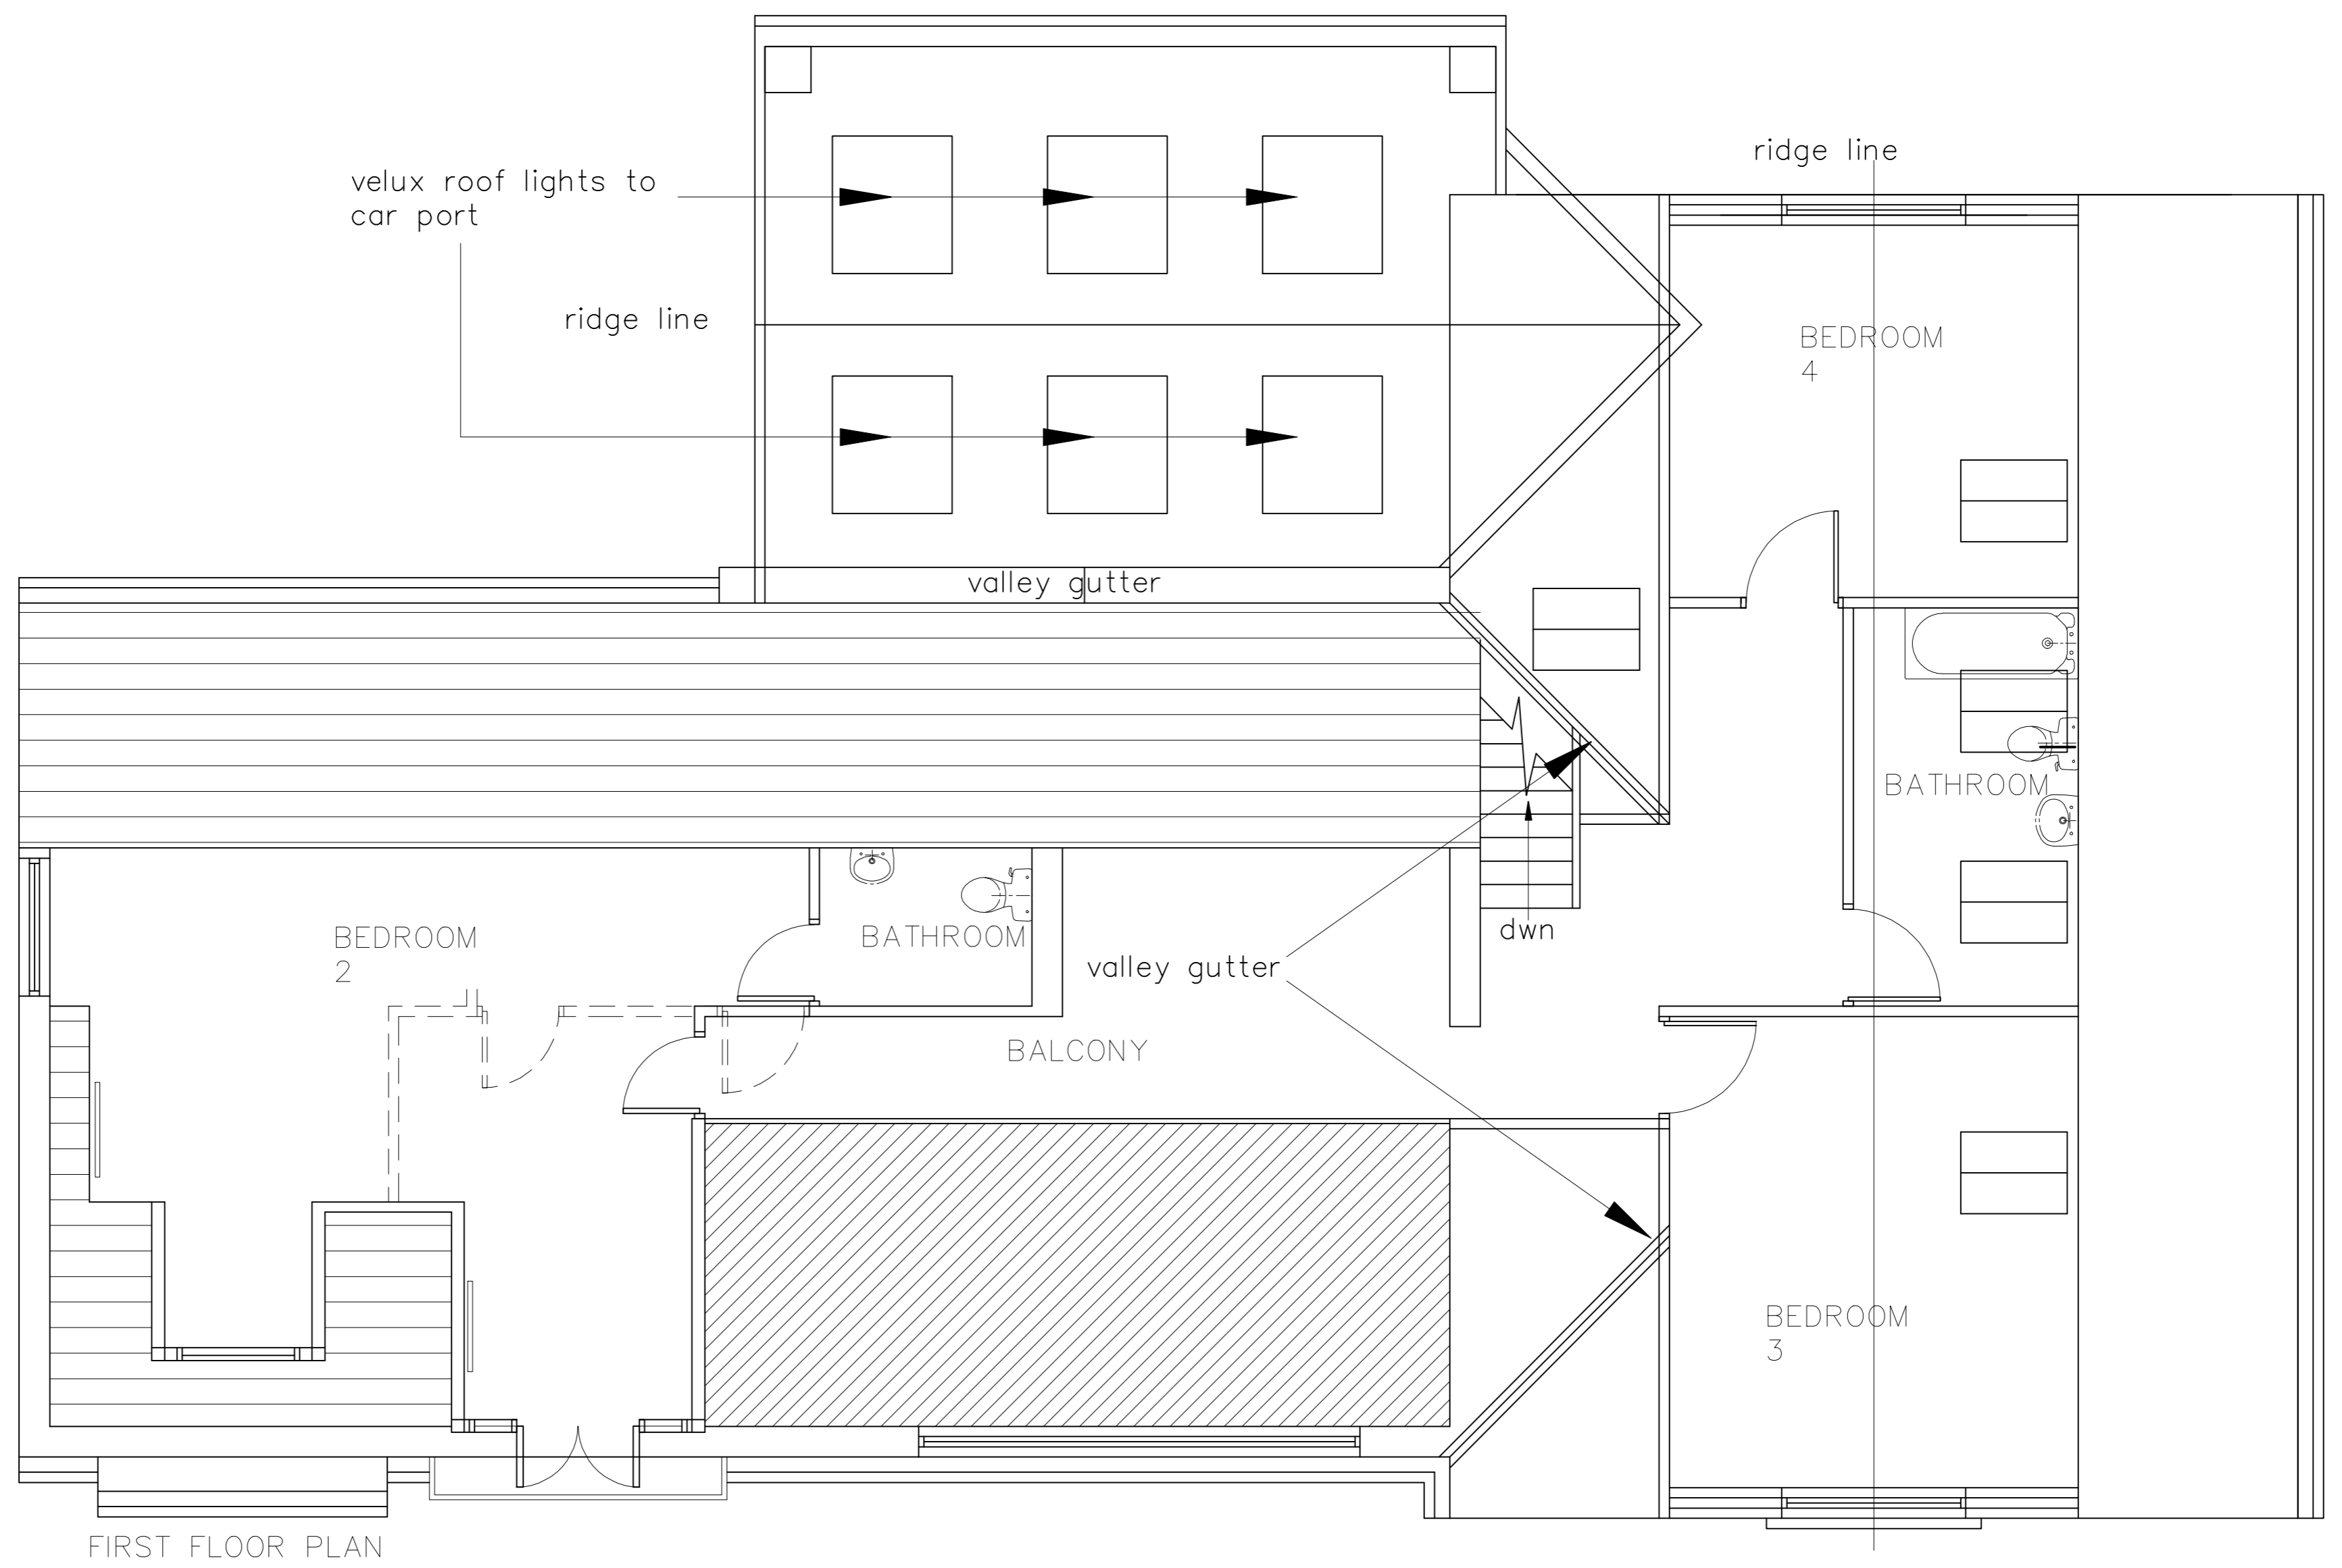 ridge line
velux roof lights to
car port
ridge line
BEDROOM
4
valley gutter
BATHROOM
BEDROOM
2
BATHROOM
dwn
valley gutter
BALCONY
BEDROOM
3
FIRST FLOOR PLAN